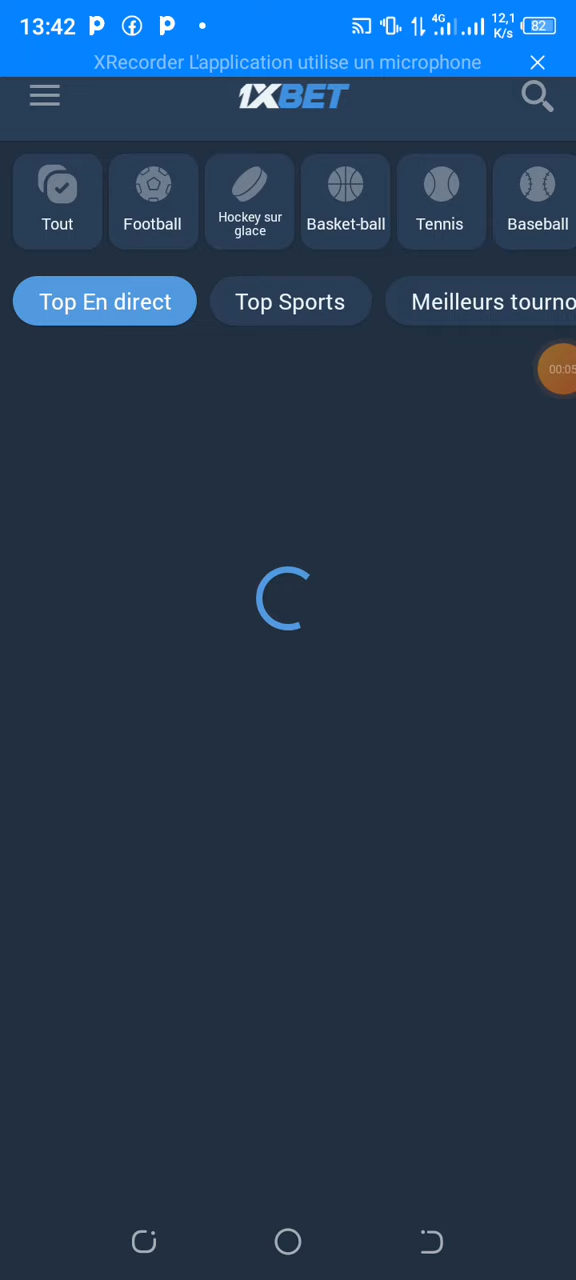 13:42
4G
12,1
K/s
82
XRecorder L'application utilise un microphone
1XBET
Tout
Football
Hockey sur
glace
Basket-ball
Tennis
Baseball
Top En direct
Top Sports
Meilleurs tourno
00:05